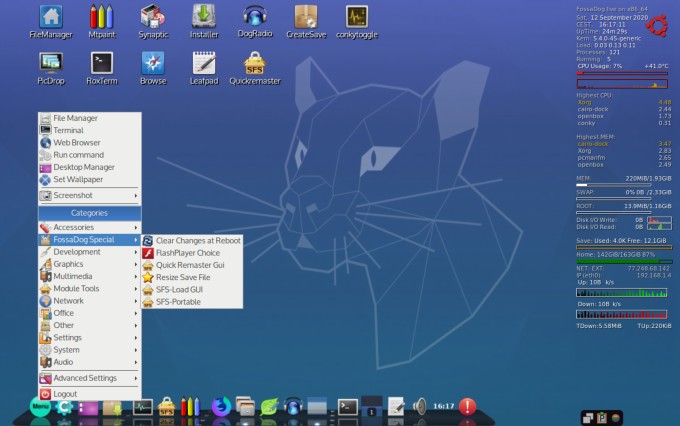 FileManager
Mtpaint
Synaptic
Installer
DogRadio
CreateSave
conkytoggle
PicDrop
RoxTerm
Browse
Leafpad
Quickremaster
File Manager
Terminal
Web Browser
Run command
Desktop Manager
Set Wallpaper
Screenshot
Categories
Accessories
FossaDog Special
Development
Graphics
Multimedia
Module Tools
Network
Office
Other
Settings
System
Audio
Advanced Settings
Logout
Clear Changes at Reboot
FlashPlayer Choice
Quick Remaster Gui
Resize Save File
SFS-Load GUI
SFS-Portable
FossaDog live on x86_64
Sat. 12 September 2020
CEST: 16:17:11
UpTime: 24m 29s
Kern: 5.4.0-45-generic
Load: 0.03 0.13 0.11
Processes: 121
Running: 5
CPU Usage: 7% +41.0°C
Highest CPU:
Xorg 4.48
cairo-dock 2.44
openbox 1.73
conky 0.31
Highest MEM:
cairo-dock 3.47
Xorg 2.83
pcmanfm 2.65
openbox 2.49
MEM: 220MiB/1.93GiB
SWAP: 0% 0B /2.33GiB
ROOT: 13.9MiB/1.16GiB
Disk I/O Write: 0B
Disk I/O Read: 0B
Save: Used: 4.0K Free: 12.1GiB
Home: 142GiB/163GiB 87%
NET: EXT: 77.248.68.142
IP(eth0) 192.168.1.4
Up: 10B k/s
Down: 10B k/s
TDown:5.58MiB TUp:220KiB
Menu
1
16:17